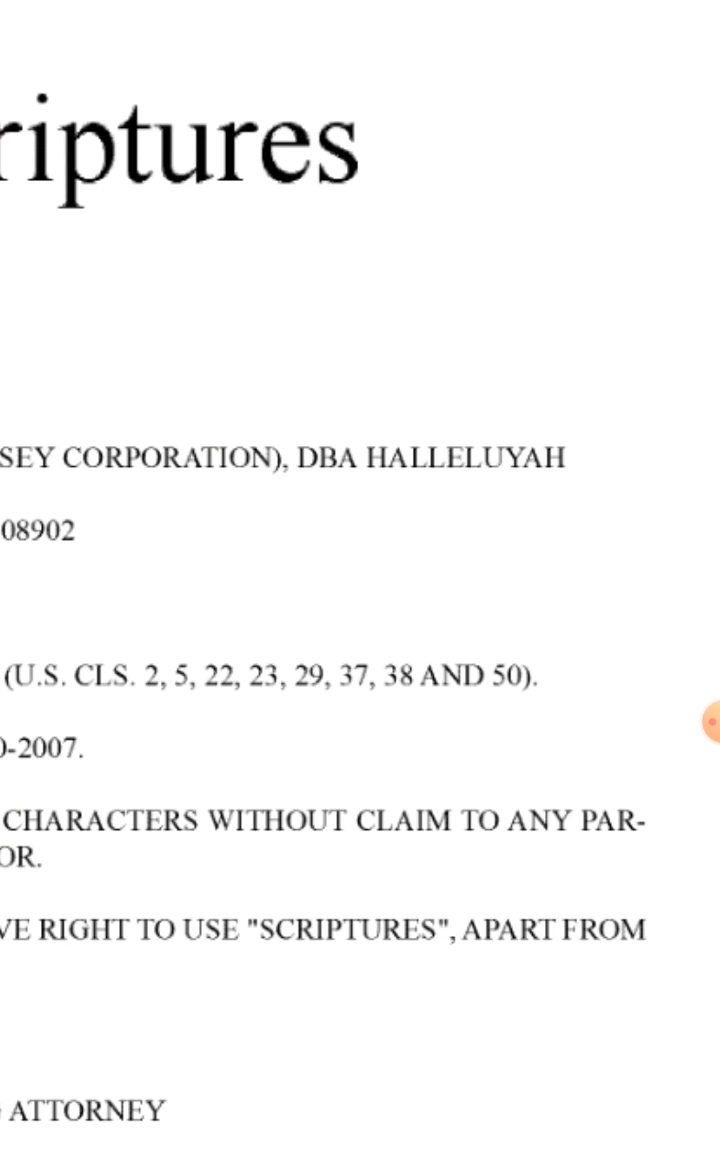 riptures
SEY CORPORATION), DBA HALLELUYAH
08902
(U.S. CLS. 2, 5, 22, 23, 29, 37, 38 AND 50).
0-2007.
CHARACTERS WITHOUT CLAIM TO ANY PAR-
OR.
VE RIGHT TO USE "SCRIPTURES", APART FROM
ATTORNEY